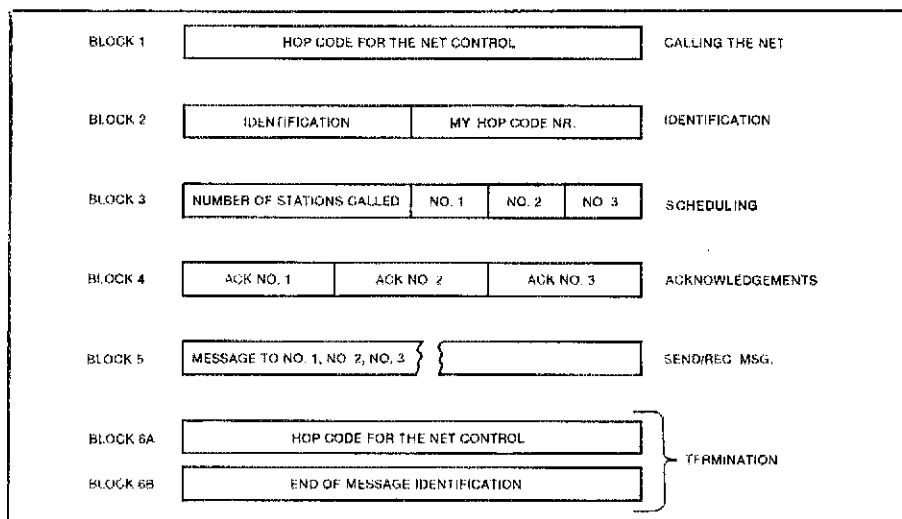 BLOCK 1 HOP CODE FOR THE NET CONTROL CALLING THE NET
BLOCK 2 IDENTIFICATION MY HOP CODE NR. IDENTIFICATION
BLOCK 3 NUMBER OF STATIONS CALLED NO. 1 NO. 2 NO 3 SCHEDULING
BLOCK 4 ACK NO. 1 ACK NO. 2 ACK NO. 3 ACKNOWLEDGEMENTS
BLOCK 5 MESSAGE TO NO. 1, NO. 2, NO. 3 SEND/REC MSG.
BLOCK 6A HOP CODE FOR THE NET CONTROL
TERMINATION
BLOCK 6B END OF MESSAGE IDENTIFICATION